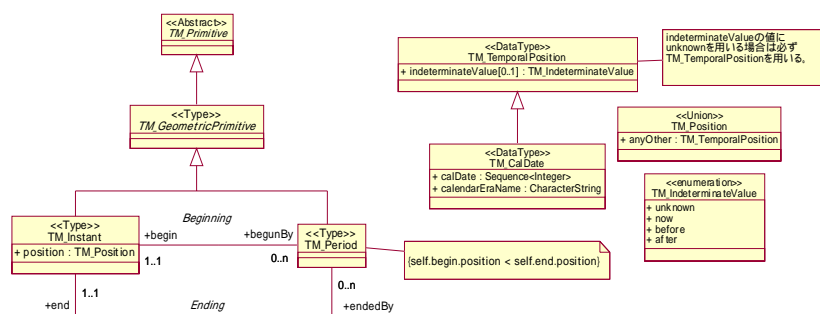 <<Abstract>>
TM_Primitive
<<Type>>
TM_GeometricPrimitive
<<Type>>
TM_Instant
+ position : TM_Position
Beginning
+begin
+begunBy
1..1
0..n
<<Type>>
TM_Period
{self.begin.position < self.end.position}
1..1
0..n
+end
Ending
+endedBy
<<DataType>>
TM_TemporalPosition
+ indeterminateValue[0..1] : TM_IndeterminateValue
indeterminateValueの値に
unknownを用いる場合は必ず
TM_TemporalPositionを用いる。
<<DataType>>
TM_CalDate
+ calDate : Sequence<Integer>
+ calendarEraName : CharacterString
<<Union>>
TM_Position
+ anyOther : TM_TemporalPosition
<<enumeration>>
TM_IndeterminateValue
+ unknown
+ now
+ before
+ after